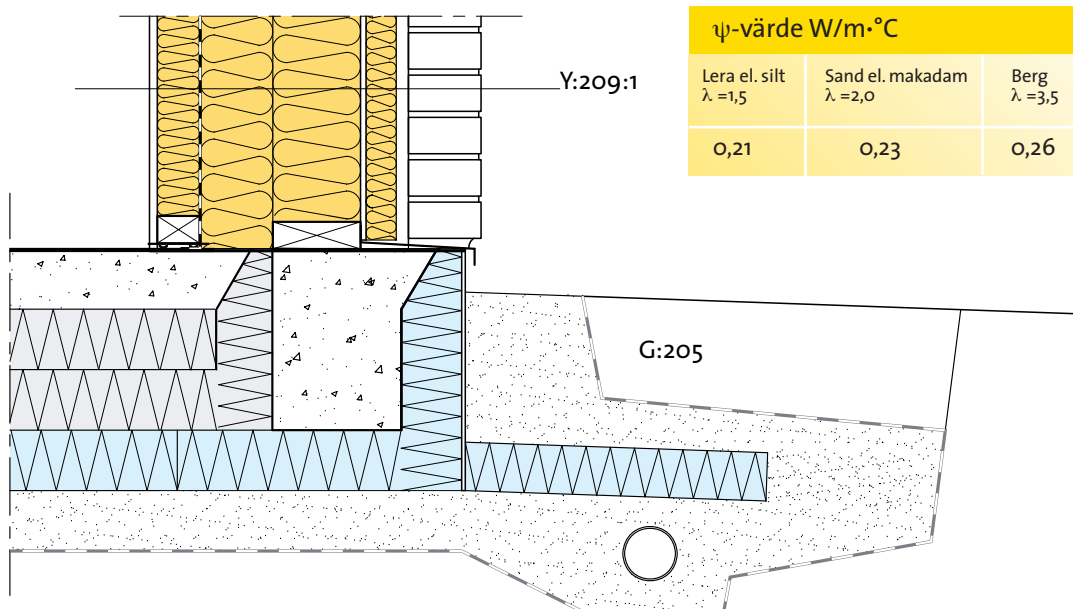 ψ-värde W/m·°C
Lera el. silt
λ =1,5
Sand el. makadam
λ =2,0
Berg
λ =3,5
0,21
0,23
0,26
Y:209:1
G:205